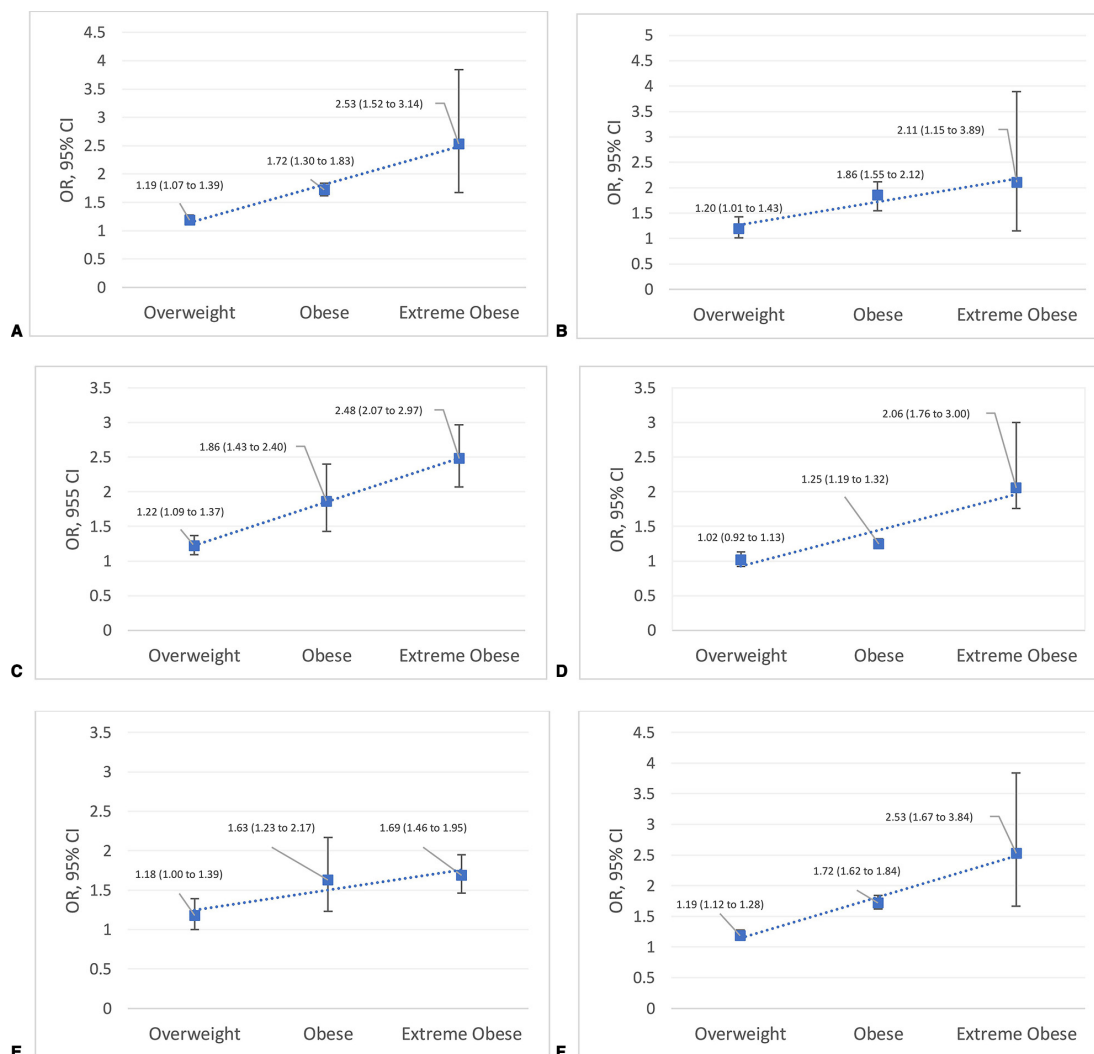 4.5
4
3.5
3
2.5
2
1.5
1
0.5
0
OR, 95% CI
1.19 (1.07 to 1.39)
1.72 (1.30 to 1.83)
2.53 (1.52 to 3.14)
Overweight Obese Extreme Obese
A
5
4.5
4
3.5
3
2.5
2
1.5
1
0.5
0
OR, 95% CI
1.20 (1.01 to 1.43)
1.86 (1.55 to 2.12)
2.11 (1.15 to 3.89)
Overweight Obese Extreme Obese
B
3.5
3
2.5
2
1.5
1
0.5
0
OR, 955 CI
1.22 (1.09 to 1.37)
1.86 (1.43 to 2.40)
2.48 (2.07 to 2.97)
Overweight Obese Extreme Obese
C
3.5
3
2.5
2
1.5
1
0.5
0
OR, 95% CI
1.02 (0.92 to 1.13)
1.25 (1.19 to 1.32)
2.06 (1.76 to 3.00)
Overweight Obese Extreme Obese
D
3.5
3
2.5
2
1.5
1
0.5
0
OR, 95% CI
1.18 (1.00 to 1.39)
1.63 (1.23 to 2.17)
1.69 (1.46 to 1.95)
Overweight Obese Extreme Obese
4.5
4
3.5
3
2.5
2
1.5
1
0.5
0
OR, 95% CI
1.19 (1.12 to 1.28)
1.72 (1.62 to 1.84)
2.53 (1.67 to 3.84)
Overweight Obese Extreme Obese